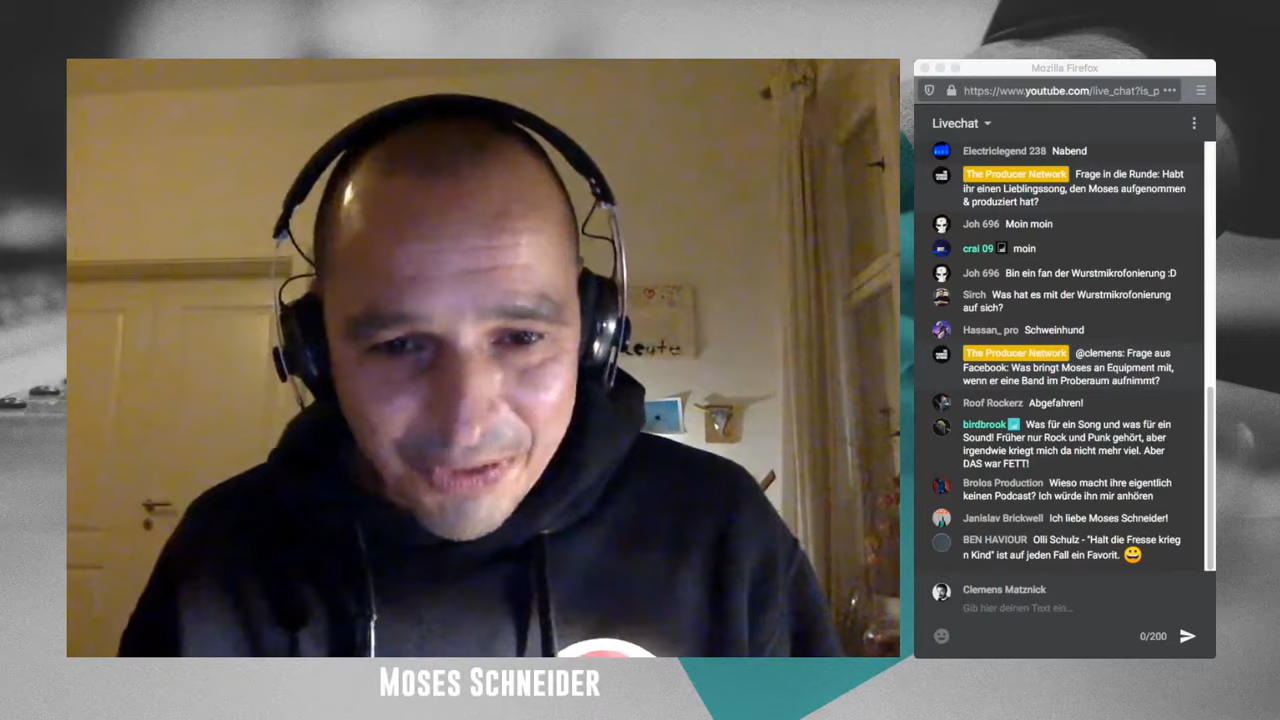 Mozilla Firefox
https://www.youtube.com/live_chat?is_p
Livechat
Electriclegend 238 Nabend
The Producer Network Frage in die Runde: Habt
ihr einen Lieblingssong, den Moses aufgenommen
& produziert hat?
Joh 696 Moin moin
crai 09 moin
Joh 696 Bin ein fan der Wurstmikrofonierung :D
Sirch Was hat es mit der Wurstmikrofonierung
auf sich?
Hassan_ pro Schweinhund
The Producer Network @clemens: Frage aus
Facebook: Was bringt Moses an Equipment mit,
wenn er eine Band im Proberaum aufnimmt?
Roof Rockerz Abgefahren!
birdbrook Was für ein Song und was für ein
Sound! Früher nur Rock und Punk gehört, aber
irgendwie kriegt mich da nicht mehr viel. Aber
DAS war FETT!
Brolos Production Wieso macht ihre eigentlich
keinen Podcast? Ich würde ihn mir anhören
Janislav Brickwell Ich liebe Moses Schneider!
BEN HAVIOUR Olli Schulz - "Halt die Fresse krieg
n Kind" ist auf jeden Fall ein Favorit. 😀
Clemens Matznick
Gib hier deinen Text ein...
0/200
Leute
MOSES SCHNEIDER